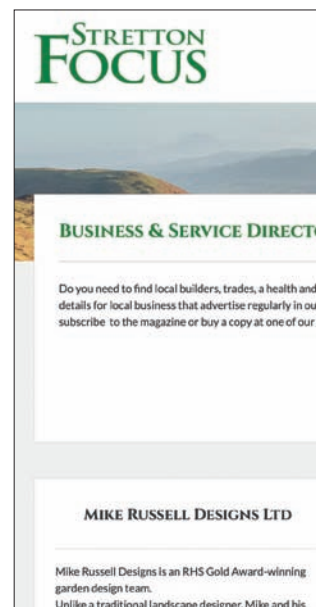 STRETTON
FOCUS
BUSINESS & SERVICE
Do you need to find local builders, trades, a health and
details for local business that advertise regularly in
subscribe to the magazine or buy a copy at one of our
MIKE RUSSELL DESIGNS LTD
Mike Russell Designs is an RHS Gold Award-winning
garden design team.
Unlike a traditional landscape designer, Mike and his